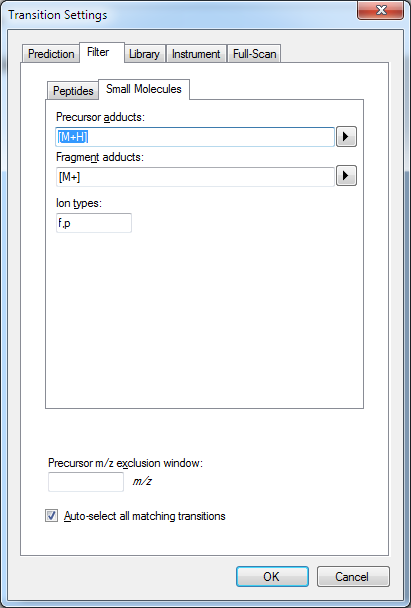 Transition Settings
Prediction Filter Library Instrument Full-Scan
Peptides Small Molecules
Precursor adducts:
[M+H]
Fragment adducts:
[M+]
Ion types:
f,p
Precursor m/z exclusion window:
m/z
Auto-select all matching transitions
OK Cancel